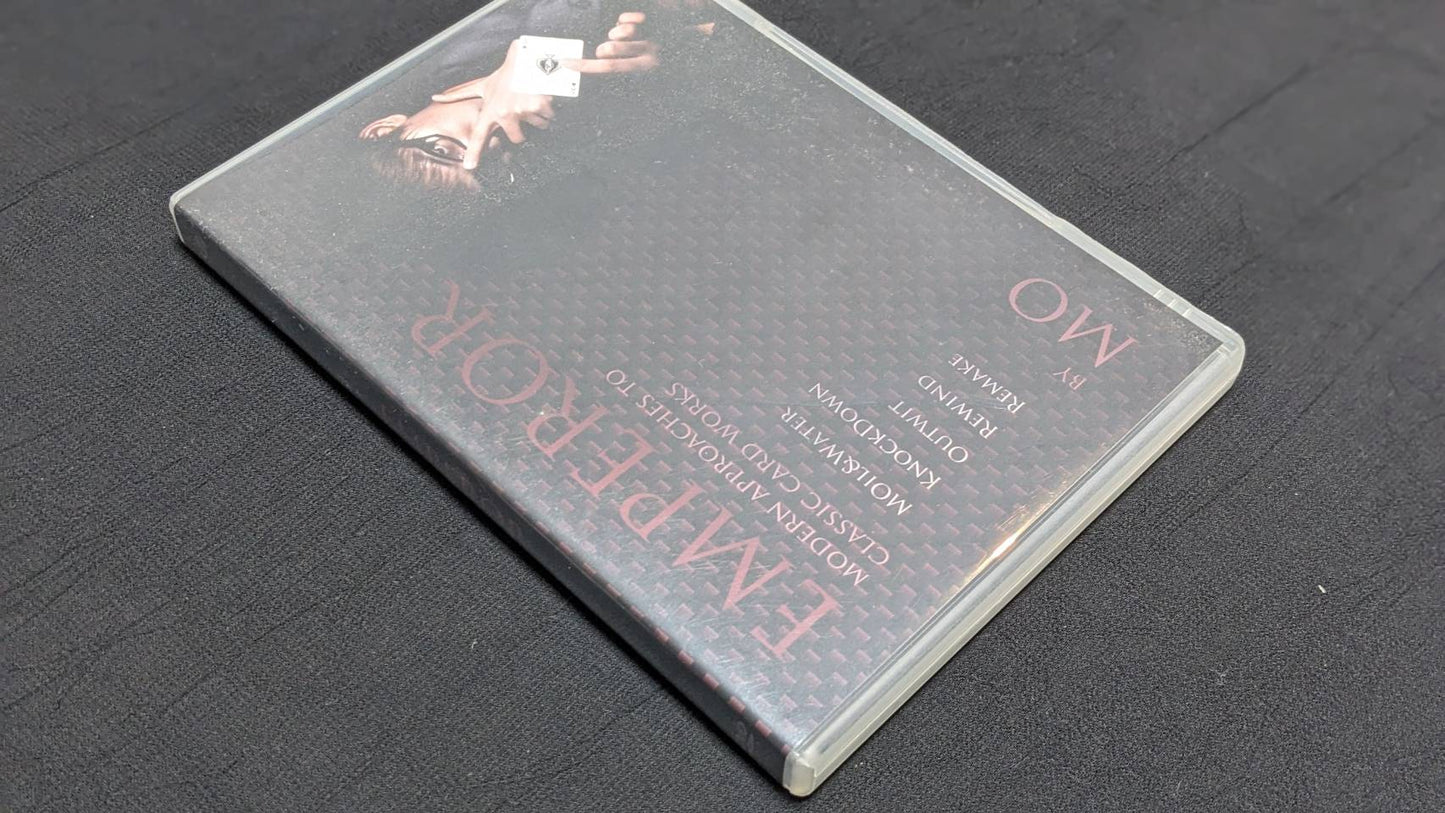 EMPEROR
MODERN APPROACHES TO
CLASSIC CARD WORKS
MOIL&WATER
KNOCKDOWN
OUTWIT
REWIND
REMAKE
BY
MO